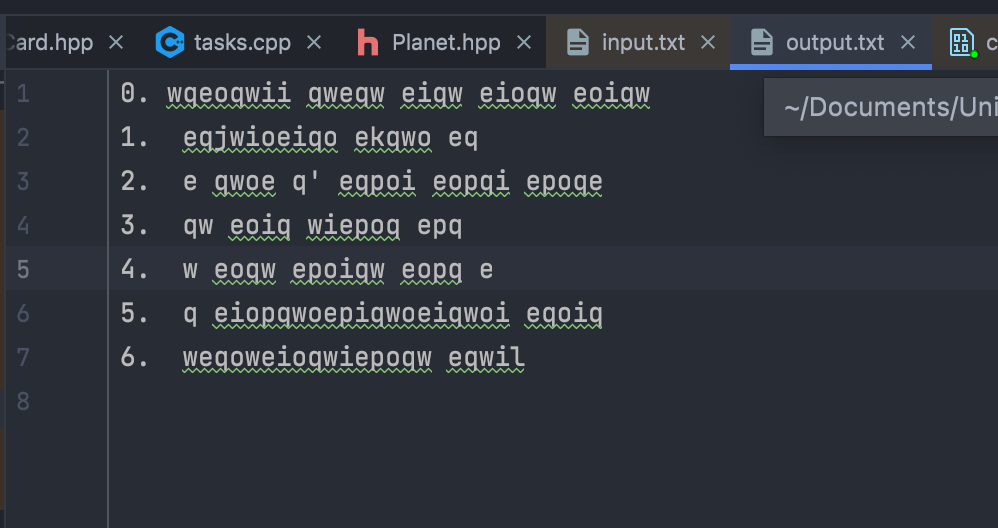 Card.hpp × tasks.cpp × Planet.hpp × input.txt × output.txt × c
~/Documents/Uni
1 0. wqeoqwii qweqw eiqw eioqw eoiqw
2 1.  eqjwioeiqo ekqwo eq
3 2.  e qwoe q' eqpoi eopqi epoqe
4 3.  qw eoiq wiepoq epq
5 4.  w eoqw epoiqw eopq e
6 5.  q eiopqwoepiqwoeiqwoi eqoiq
7 6.  weqoweioqwiepoqw eqwil
8